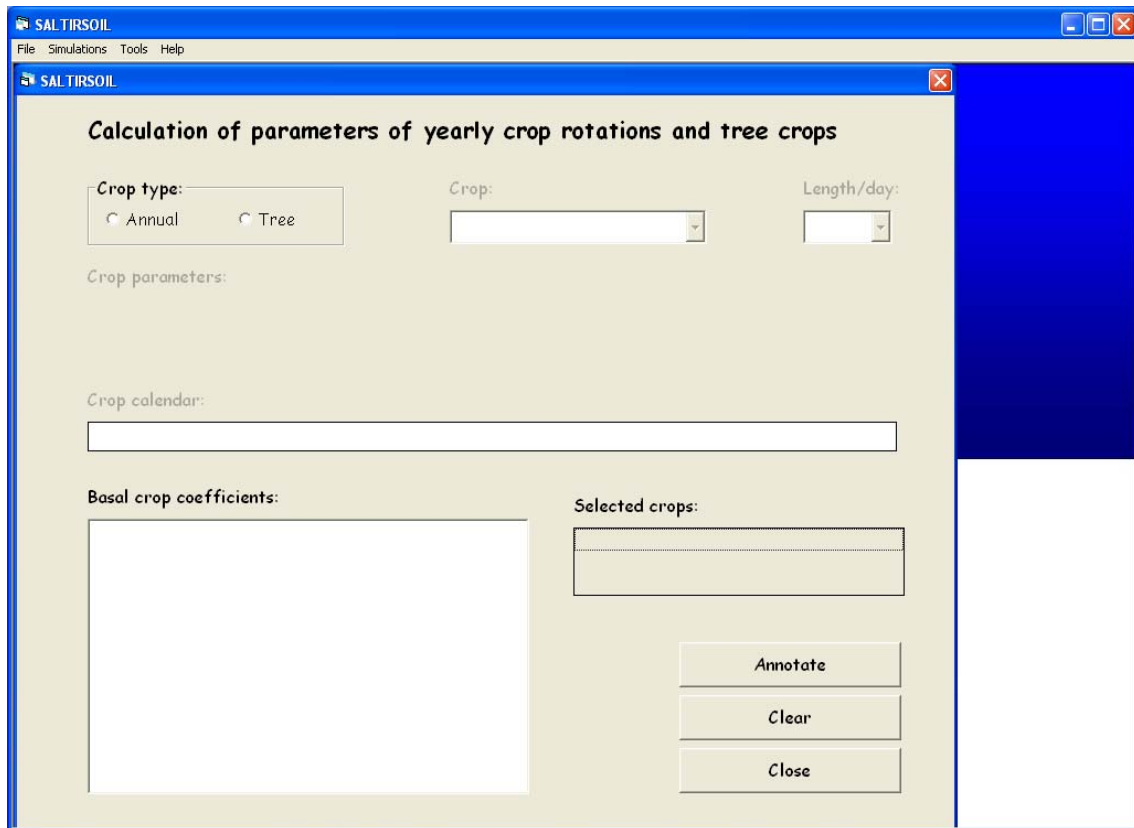 SALTIRSOIL
File Simulations Tools Help
SALTIRSOIL
Calculation of parameters of yearly crop rotations and tree crops
Crop type: Crop: Length/day:
Annual Tree
Crop parameters:
Crop calendar:
Basal crop coefficients:
Selected crops:
Annotate
Clear
Close